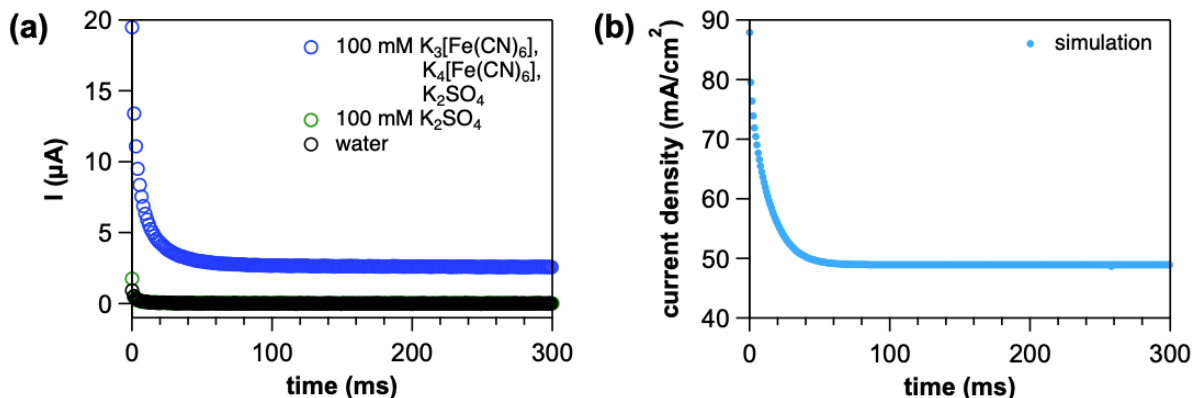 (a)
20
15
10
5
0
I (µA)
100 mM K₃[Fe(CN)₆],
K₄[Fe(CN)₆],
K₂SO₄
100 mM K₂SO₄
water
0
100
200
300
time (ms)
(b)
90
80
70
60
50
40
current density (mA/cm²)
simulation
0
100
200
300
time (ms)